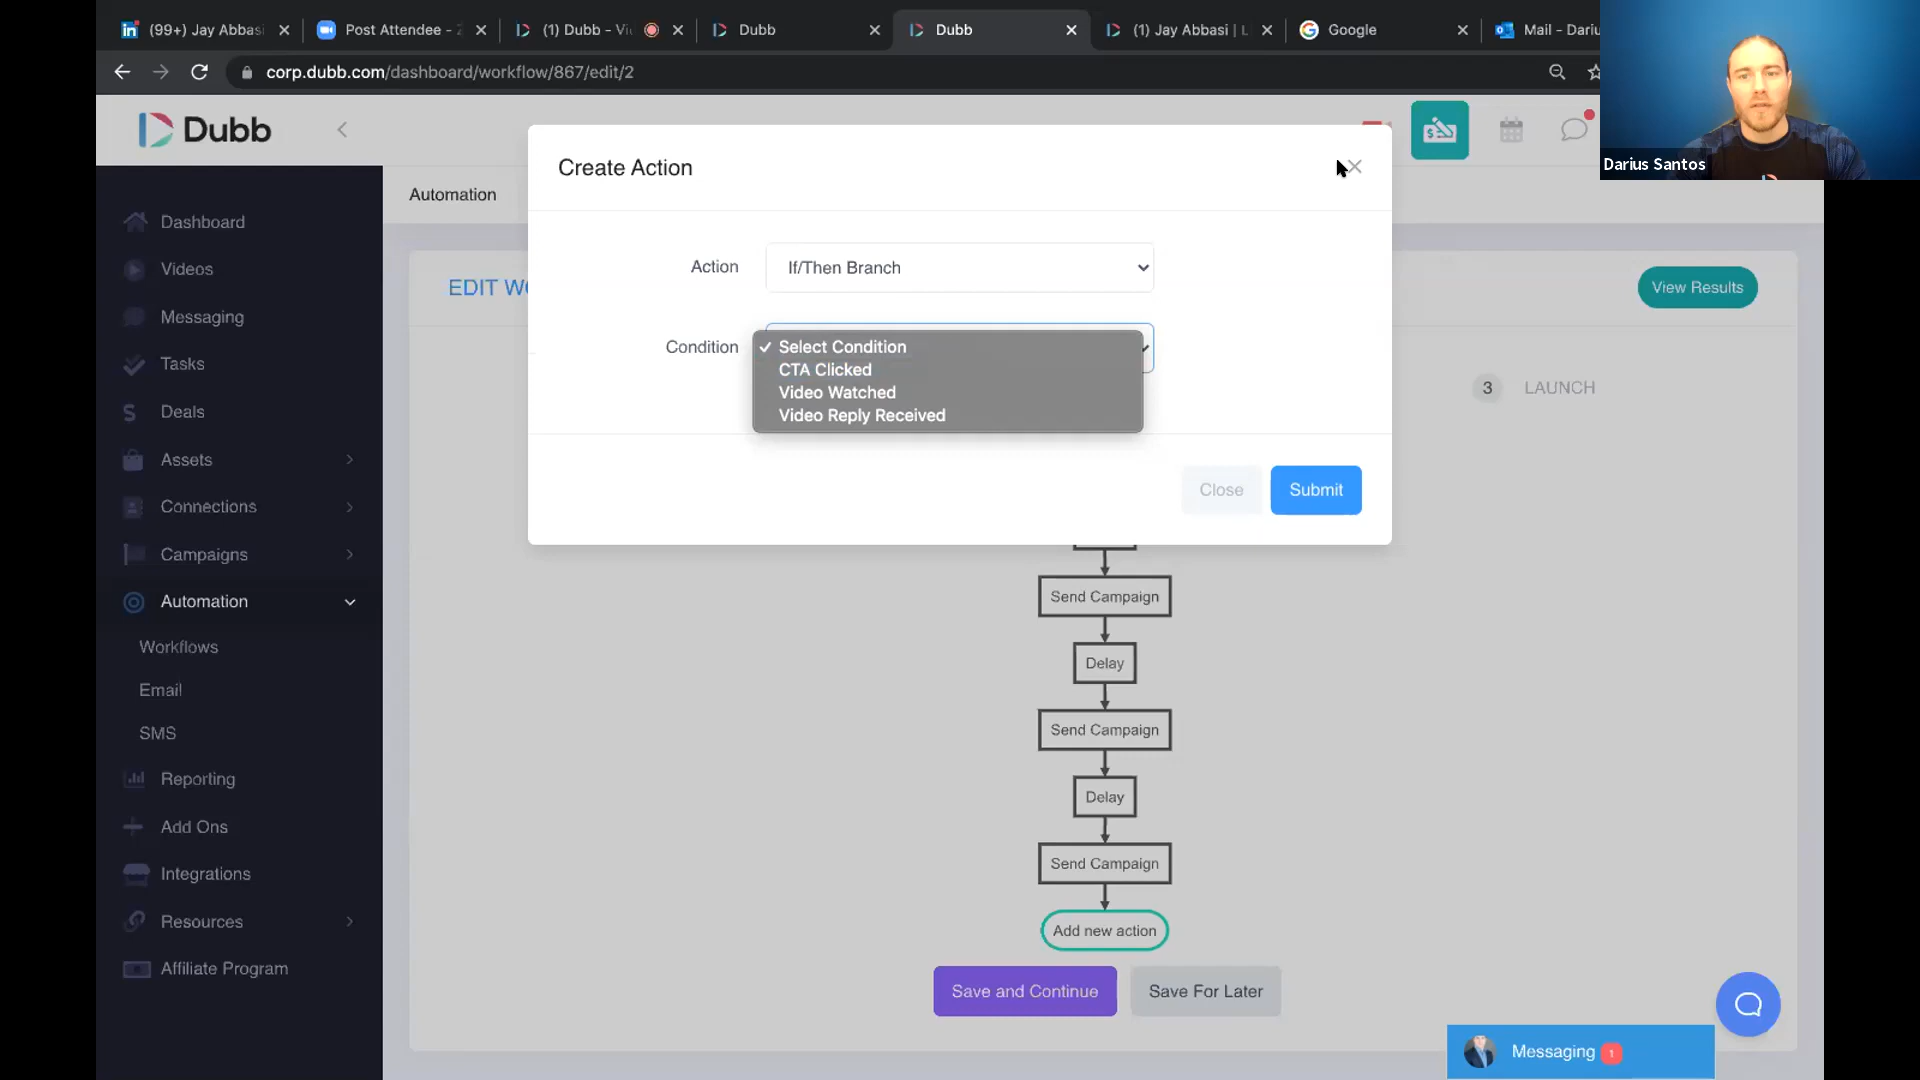 (99+) Jay Abbasi
Post Attendee - Z
(1) Dubb - Vi
Dubb
Dubb
(1) Jay Abbasi | L
Google
Mail - Dariu
corp.dubb.com/dashboard/workflow/867/edit/2
Darius Santos
Dubb
Create Action
Automation
Action
If/Then Branch
EDIT WO
View Results
Condition
Select Condition
CTA Clicked
Video Watched
Video Reply Received
3 LAUNCH
Close
Submit
Dashboard
Videos
Messaging
Tasks
Deals
Assets
Connections
Campaigns
Automation
Workflows
Email
SMS
Reporting
Add Ons
Integrations
Resources
Affiliate Program
Send Campaign
Delay
Send Campaign
Delay
Send Campaign
Add new action
Save and Continue
Save For Later
Messaging 1